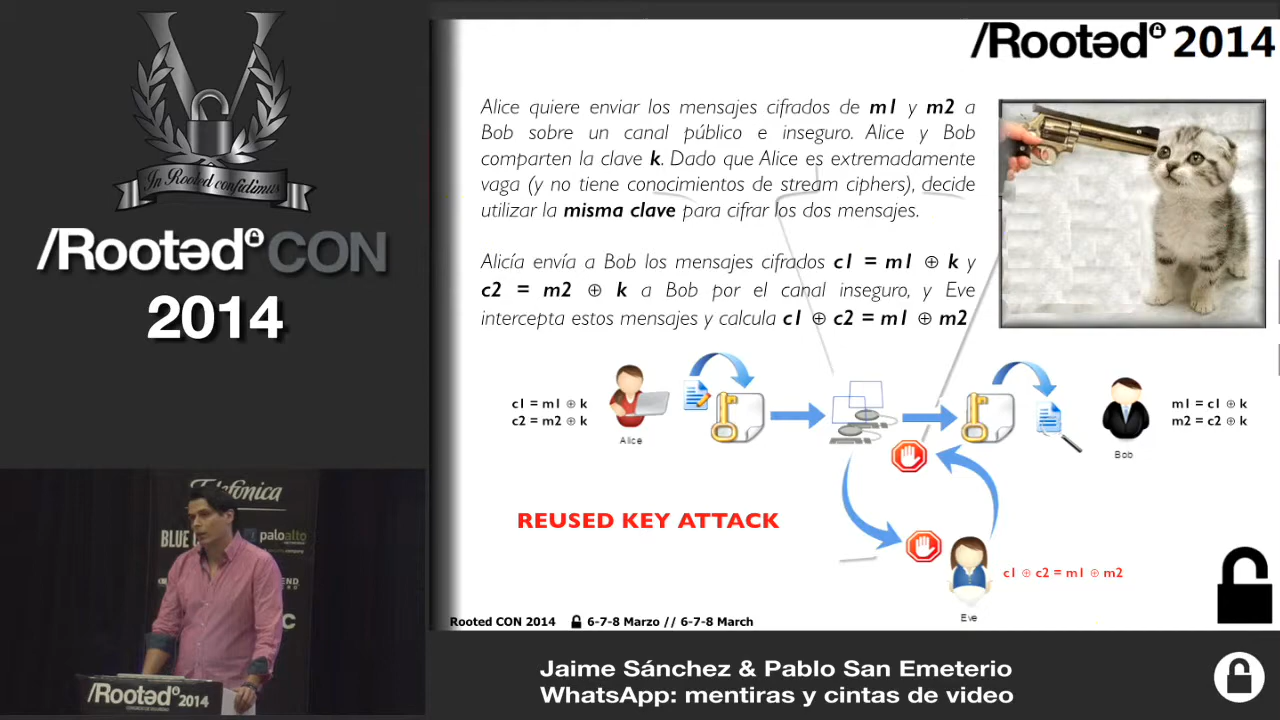 In Rooted confidimus
/Rootəd CON
2014
/Rootəd 2014
Alice quiere enviar los mensajes cifrados de m1 y m2 a
Bob sobre un canal público e inseguro. Alice y Bob
comparten la clave k. Dado que Alice es extremadamente
vaga (y no tiene conocimientos de stream ciphers), decide
utilizar la misma clave para cifrar los dos mensajes.
Alicía envía a Bob los mensajes cifrados c1 = m1 ⊕ k y
c2 = m2 ⊕ k a Bob por el canal inseguro, y Eve
intercepta estos mensajes y calcula c1 ⊕ c2 = m1 ⊕ m2
c1 = m1 ⊕ k
c2 = m2 ⊕ k
Alice
Bob
m1 = c1 ⊕ k
m2 = c2 ⊕ k
REUSED KEY ATTACK
c1 ⊕ c2 = m1 ⊕ m2
Eve
Rooted CON 2014 6-7-8 Marzo // 6-7-8 March
Telefónica
BLUE
paloalto
/Rootəd 2014
Jaime Sánchez & Pablo San Emeterio
WhatsApp: mentiras y cintas de video